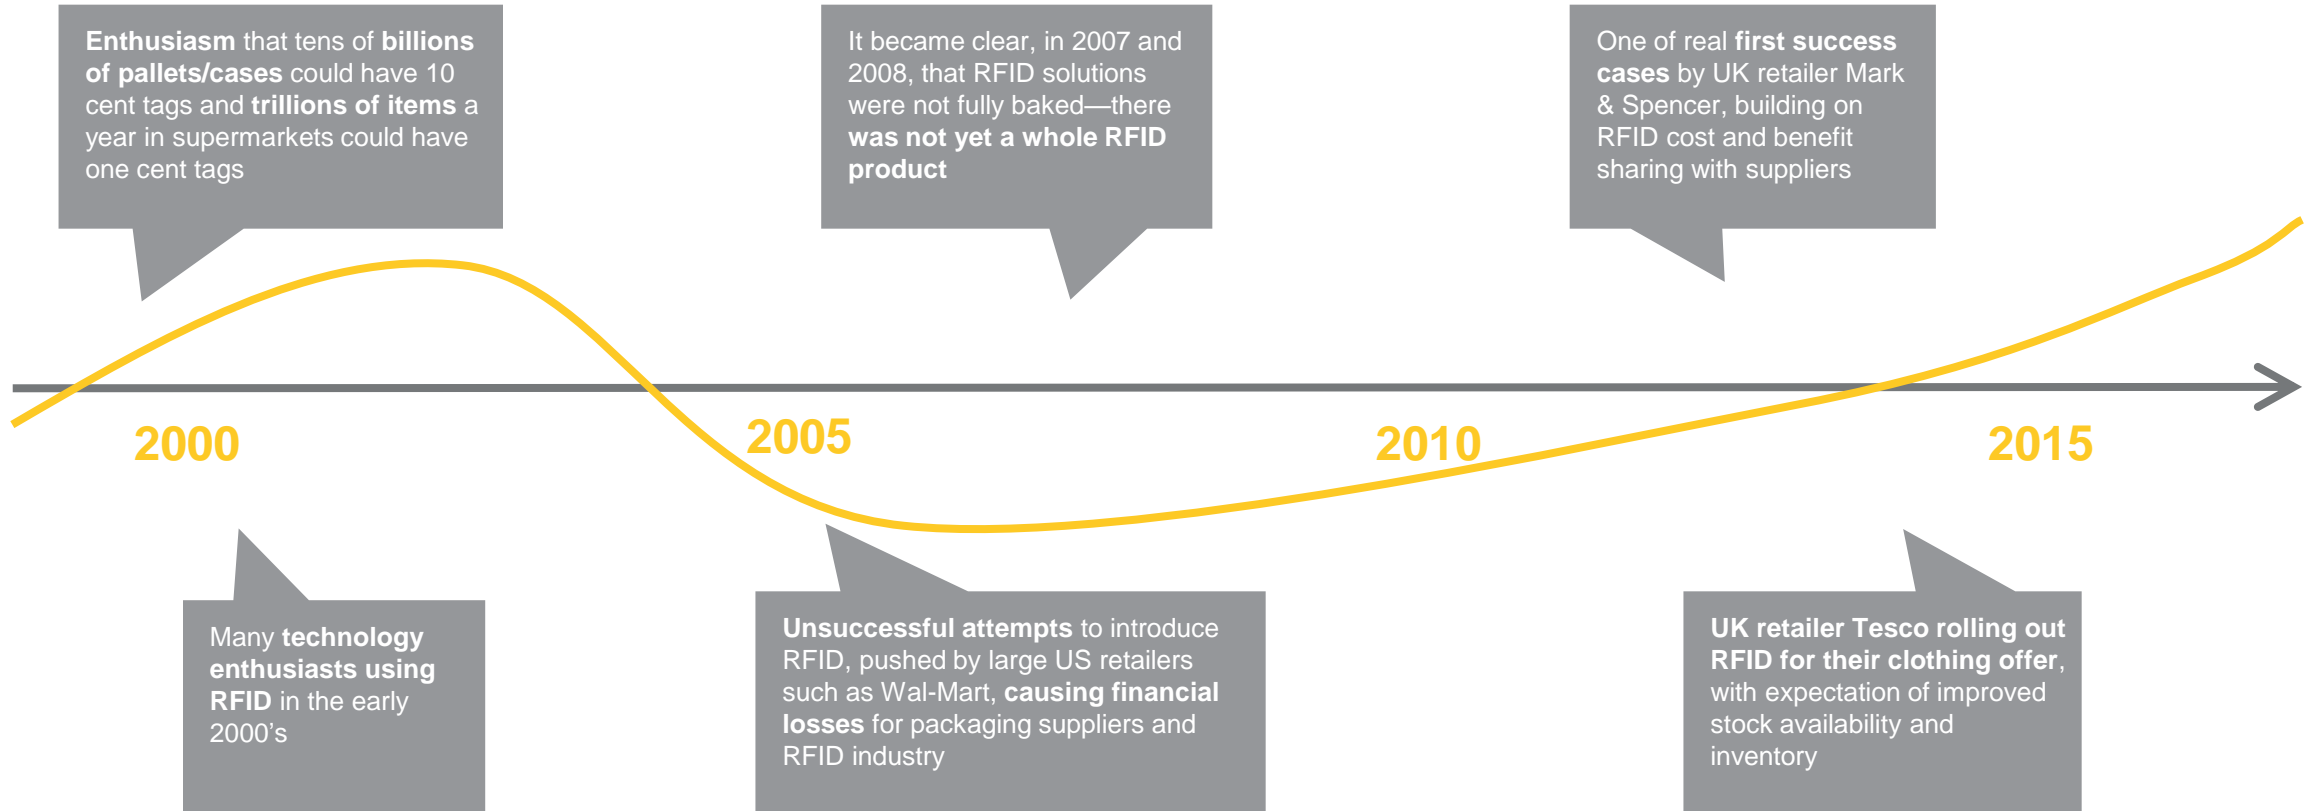 Enthusiasm that tens of billions
of pallets/cases could have 10
cent tags and trillions of items a
year in supermarkets could have
one cent tags
It became clear, in 2007 and
2008, that RFID solutions
were not fully baked—there
was not yet a whole RFID
product
One of real first success
cases by UK retailer Mark
& Spencer, building on
RFID cost and benefit
sharing with suppliers
2000
2005
2010
2015
Many technology
enthusiasts using
RFID in the early
2000’s
Unsuccessful attempts to introduce
RFID, pushed by large US retailers
such as Wal-Mart, causing financial
losses for packaging suppliers and
RFID industry
UK retailer Tesco rolling out
RFID for their clothing offer,
with expectation of improved
stock availability and
inventory